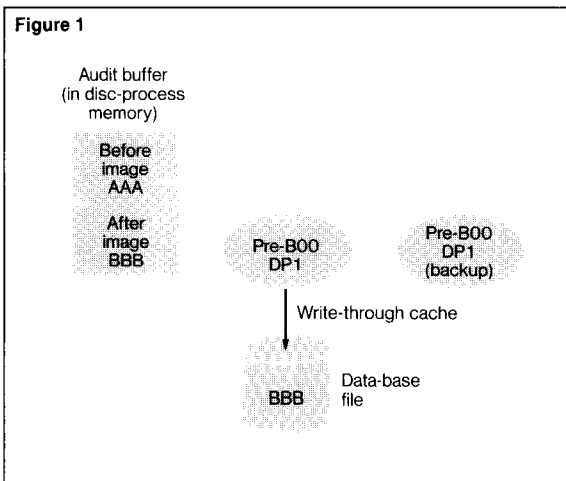 Figure 1
Audit buffer
(in disc-process
memory)
Before
image
AAA
After
image
BBB
Pre-B00
DP1
Pre-B00
DP1
(backup)
Write-through cache
BBB
Data-base
file